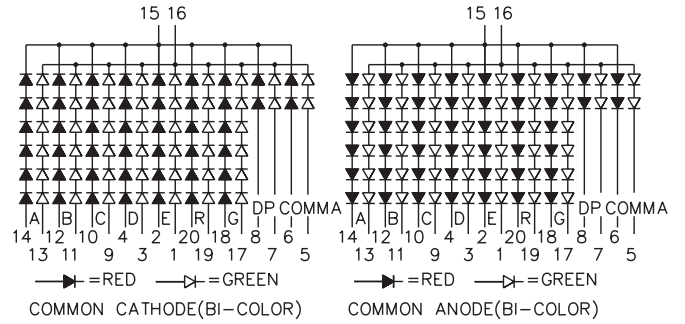 15 16 15 16
A B C D E R G DP COMMA A B C D E R G DP COMMA
14 12 10 4 2 20 18 8 6 14 12 10 4 2 20 18 8 6
13 11 9 3 1 19 17 7 5 13 11 9 3 1 19 17 7 5
=RED =GREEN =RED =GREEN
COMMON CATHODE(BI-COLOR) COMMON ANODE(BI-COLOR)